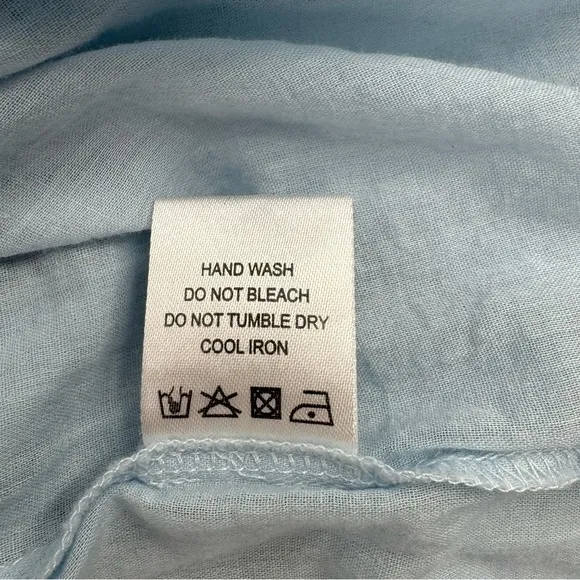 HAND WASH
DO NOT BLEACH
DO NOT TUMBLE DRY
COOL IRON